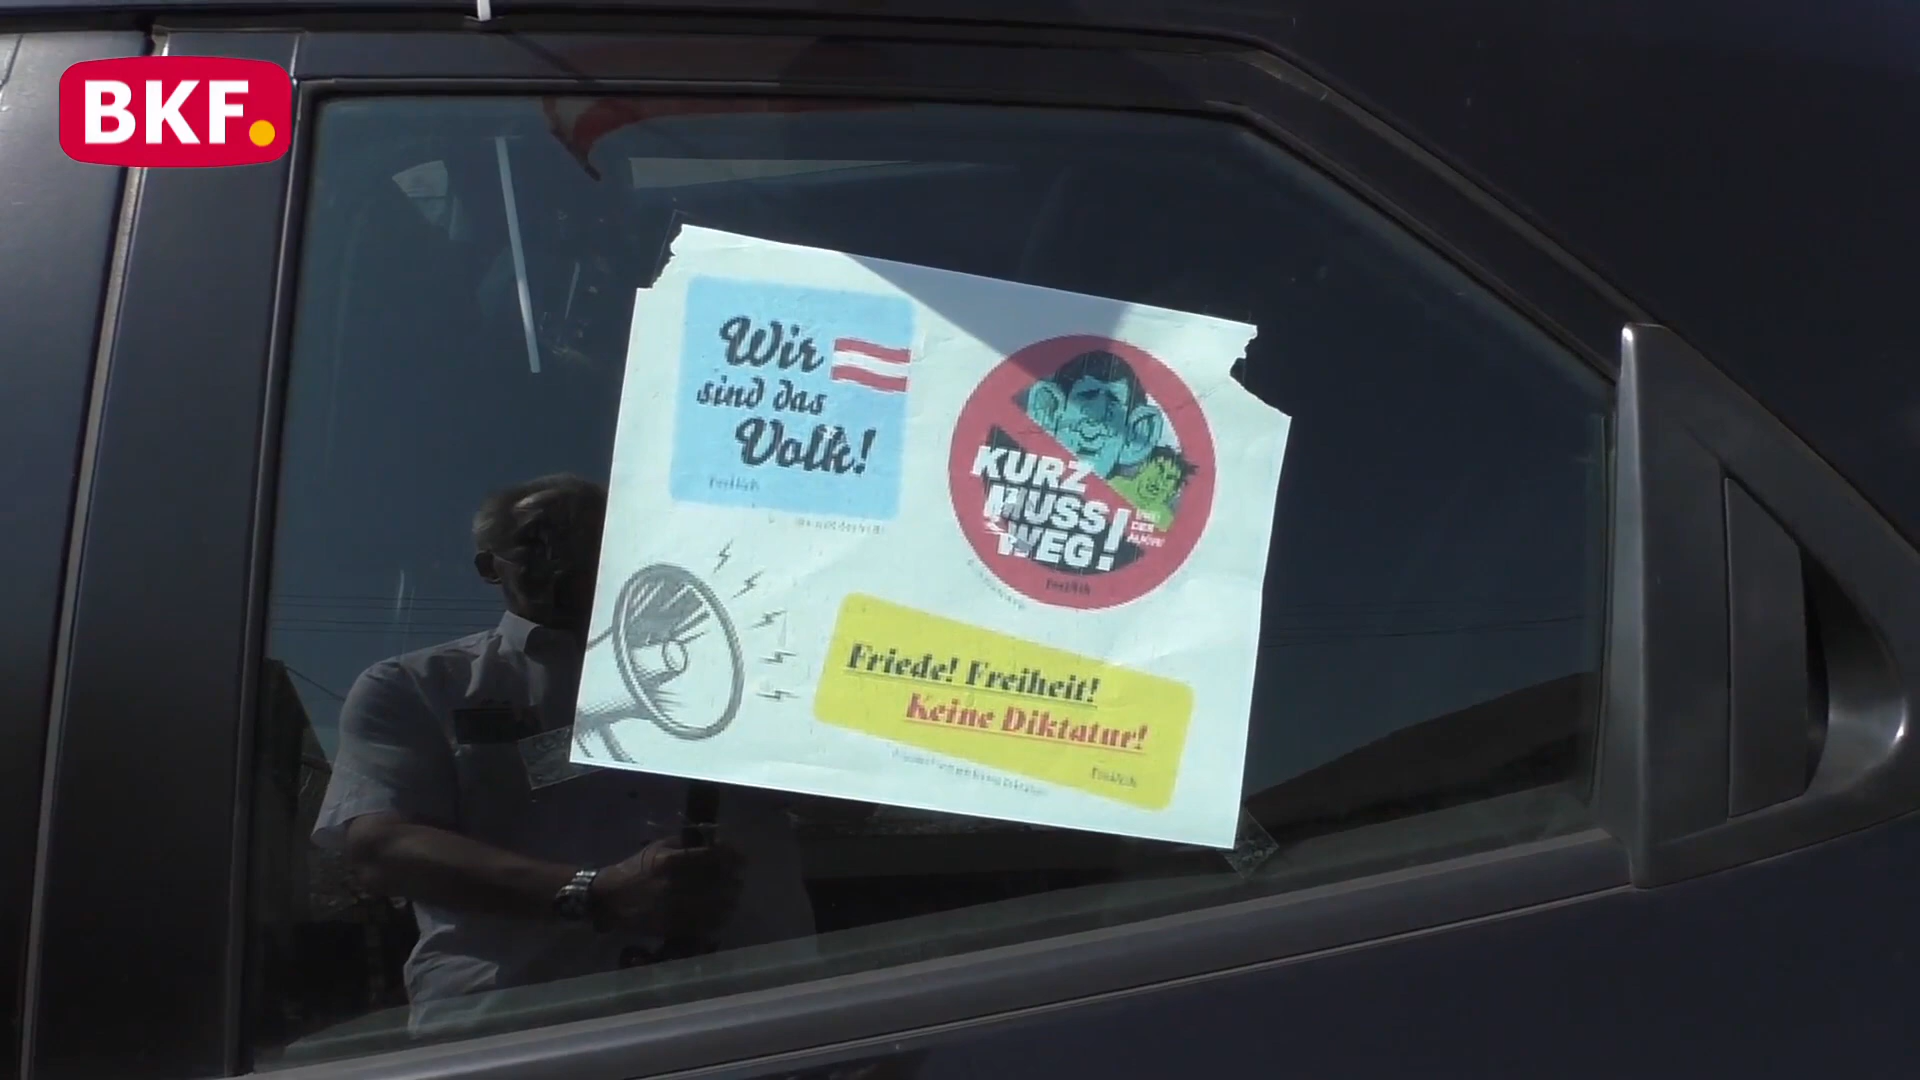 BKF.
Wir
sind das
Volk!
KURZ
MUSS
WEG!
Friede! Freiheit!
Keine Diktatur!